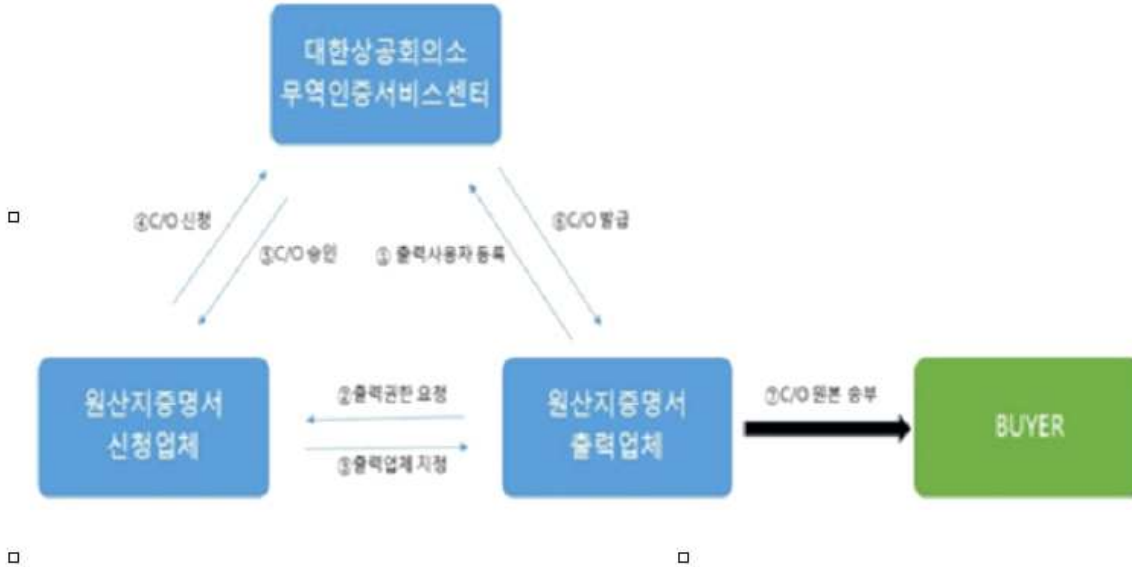 대한상공회의소
무역인증서비스센터
④C/O 신청
⑥C/O 발급
⑤C/O 승인
① 출력사용자 등록
원산지증명서
신청업체
②출력권한 요청
③출력업체 지정
원산지증명서
출력업체
⑦C/O 원본 송부
BUYER